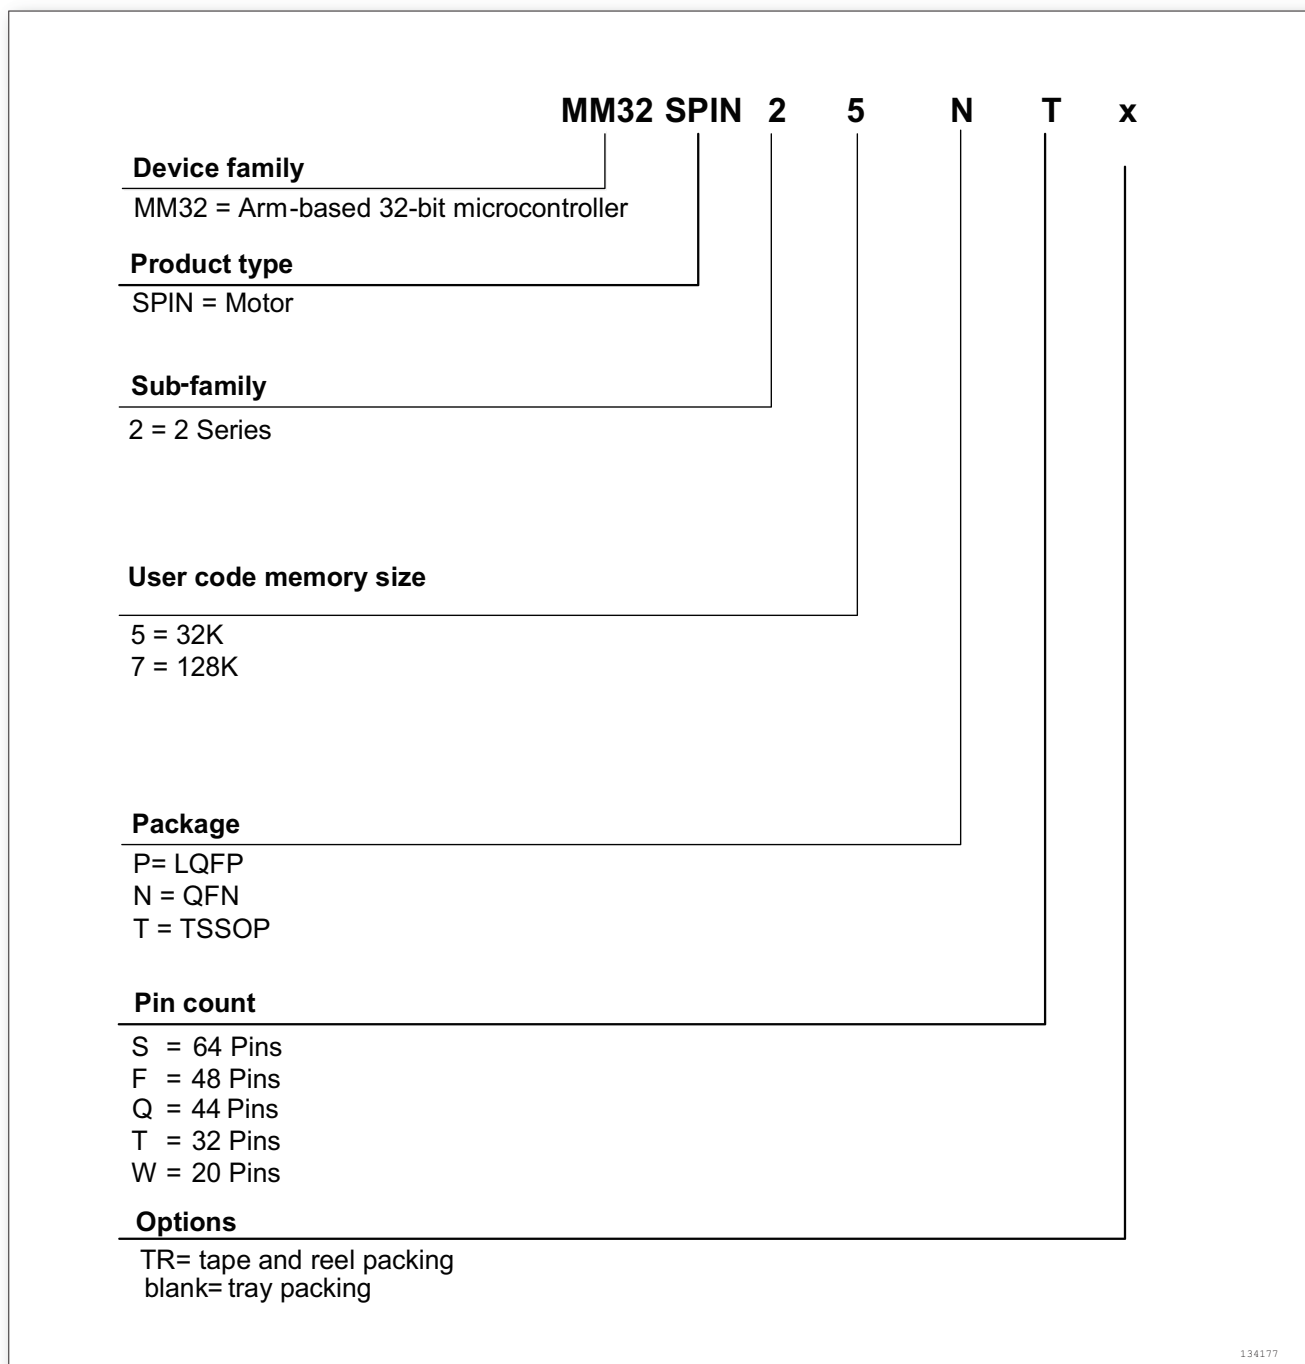 MM32 SPIN 2 5 N T x
Device family
MM32 = Arm-based 32-bit microcontroller
Product type
SPIN = Motor
Sub-family
2 = 2 Series
User code memory size
5 = 32K
7 = 128K
Package
P= LQFP
N = QFN
T = TSSOP
Pin count
S = 64 Pins
F = 48 Pins
Q = 44 Pins
T = 32 Pins
W = 20 Pins
Options
TR= tape and reel packing
blank= tray packing
134177